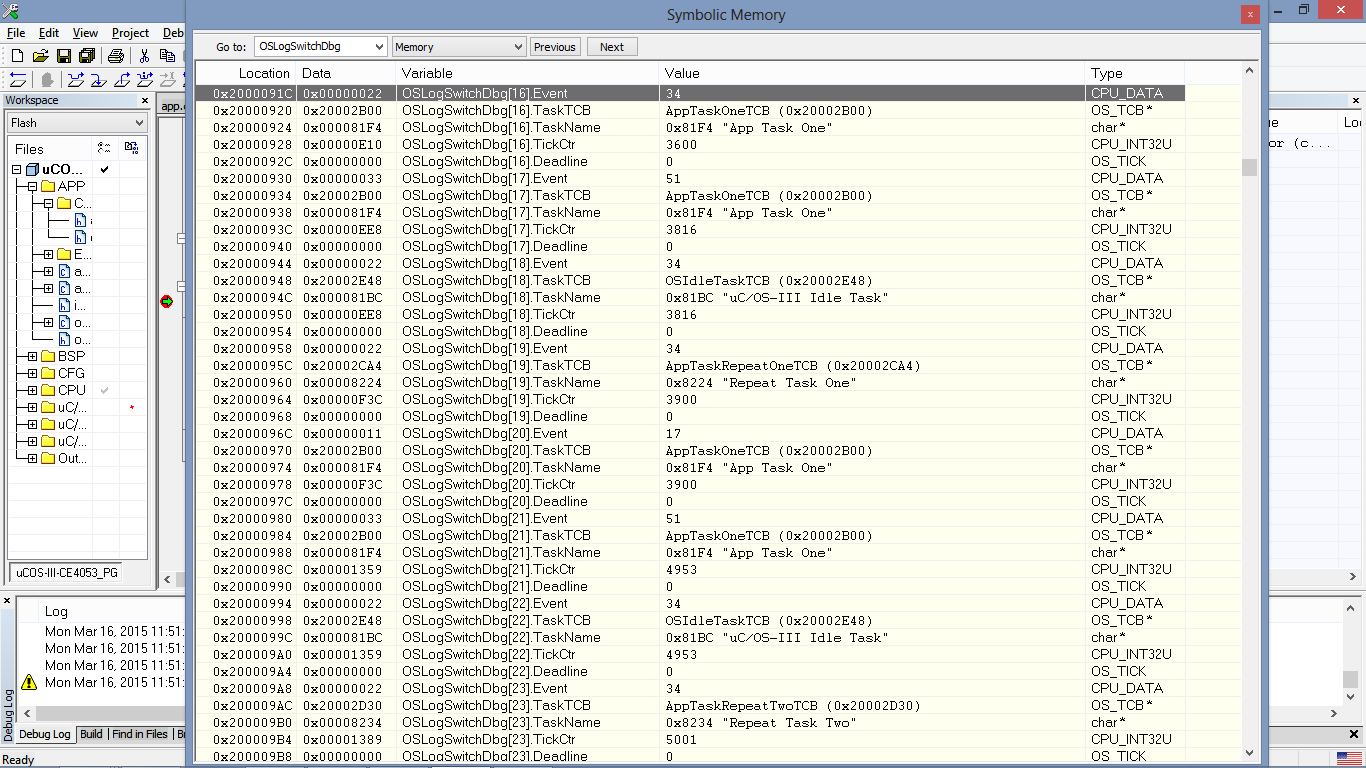 Symbolic Memory
File Edit View Project Deb
Go to: OSLogSwitchDbg Memory Previous Next
Workspace
Flash
Files
uCO...
APP
C...
E...
a...
a...
i...
o...
o...
BSP
CFG
CPU
uC/...
uC/...
uC/...
Out...
uCOS-III-CE4053_PG
app.c
Location Data Variable Value Type
0x2000091C 0x00000022 OSLogSwitchDbg[16].Event 34 CPU_DATA
0x20000920 0x20002B00 OSLogSwitchDbg[16].TaskTCB AppTaskOneTCB (0x20002B00) OS_TCB*
0x20000924 0x000081F4 OSLogSwitchDbg[16].TaskName 0x81F4 "App Task One" char*
0x20000928 0x00000E10 OSLogSwitchDbg[16].TickCtr 3600 CPU_INT32U
0x2000092C 0x00000000 OSLogSwitchDbg[16].Deadline 0 OS_TICK
0x20000930 0x00000033 OSLogSwitchDbg[17].Event 51 CPU_DATA
0x20000934 0x20002B00 OSLogSwitchDbg[17].TaskTCB AppTaskOneTCB (0x20002B00) OS_TCB*
0x20000938 0x000081F4 OSLogSwitchDbg[17].TaskName 0x81F4 "App Task One" char*
0x2000093C 0x00000EE8 OSLogSwitchDbg[17].TickCtr 3816 CPU_INT32U
0x20000940 0x00000000 OSLogSwitchDbg[17].Deadline 0 OS_TICK
0x20000944 0x00000022 OSLogSwitchDbg[18].Event 34 CPU_DATA
0x20000948 0x20002E48 OSLogSwitchDbg[18].TaskTCB OSIdleTaskTCB (0x20002E48) OS_TCB*
0x2000094C 0x000081BC OSLogSwitchDbg[18].TaskName 0x81BC "uC/OS-III Idle Task" char*
0x20000950 0x00000EE8 OSLogSwitchDbg[18].TickCtr 3816 CPU_INT32U
0x20000954 0x00000000 OSLogSwitchDbg[18].Deadline 0 OS_TICK
0x20000958 0x00000022 OSLogSwitchDbg[19].Event 34 CPU_DATA
0x2000095C 0x20002CA4 OSLogSwitchDbg[19].TaskTCB AppTaskRepeatOneTCB (0x20002CA4) OS_TCB*
0x20000960 0x00008224 OSLogSwitchDbg[19].TaskName 0x8224 "Repeat Task One" char*
0x20000964 0x00000F3C OSLogSwitchDbg[19].TickCtr 3900 CPU_INT32U
0x20000968 0x00000000 OSLogSwitchDbg[19].Deadline 0 OS_TICK
0x2000096C 0x00000011 OSLogSwitchDbg[20].Event 17 CPU_DATA
0x20000970 0x20002B00 OSLogSwitchDbg[20].TaskTCB AppTaskOneTCB (0x20002B00) OS_TCB*
0x20000974 0x000081F4 OSLogSwitchDbg[20].TaskName 0x81F4 "App Task One" char*
0x20000978 0x00000F3C OSLogSwitchDbg[20].TickCtr 3900 CPU_INT32U
0x2000097C 0x00000000 OSLogSwitchDbg[20].Deadline 0 OS_TICK
0x20000980 0x00000033 OSLogSwitchDbg[21].Event 51 CPU_DATA
0x20000984 0x20002B00 OSLogSwitchDbg[21].TaskTCB AppTaskOneTCB (0x20002B00) OS_TCB*
0x20000988 0x000081F4 OSLogSwitchDbg[21].TaskName 0x81F4 "App Task One" char*
0x2000098C 0x00001359 OSLogSwitchDbg[21].TickCtr 4953 CPU_INT32U
0x20000990 0x00000000 OSLogSwitchDbg[21].Deadline 0 OS_TICK
0x20000994 0x00000022 OSLogSwitchDbg[22].Event 34 CPU_DATA
0x20000998 0x20002E48 OSLogSwitchDbg[22].TaskTCB OSIdleTaskTCB (0x20002E48) OS_TCB*
0x2000099C 0x000081BC OSLogSwitchDbg[22].TaskName 0x81BC "uC/OS-III Idle Task" char*
0x200009A0 0x00001359 OSLogSwitchDbg[22].TickCtr 4953 CPU_INT32U
0x200009A4 0x00000000 OSLogSwitchDbg[22].Deadline 0 OS_TICK
0x200009A8 0x00000022 OSLogSwitchDbg[23].Event 34 CPU_DATA
0x200009AC 0x20002D30 OSLogSwitchDbg[23].TaskTCB AppTaskRepeatTwoTCB (0x20002D30) OS_TCB*
0x200009B0 0x00008234 OSLogSwitchDbg[23].TaskName 0x8234 "Repeat Task Two" char*
0x200009B4 0x00001389 OSLogSwitchDbg[23].TickCtr 5001 CPU_INT32U
0x200009B8 0x00000000 OSLogSwitchDbg[23].Deadline 0 OS_TICK
or (c...
Log
Mon Mar 16, 2015 11:51:
Mon Mar 16, 2015 11:51:
Mon Mar 16, 2015 11:51:
Mon Mar 16, 2015 11:51:
Debug Log
Debug Log Build Find in Files Br
Ready